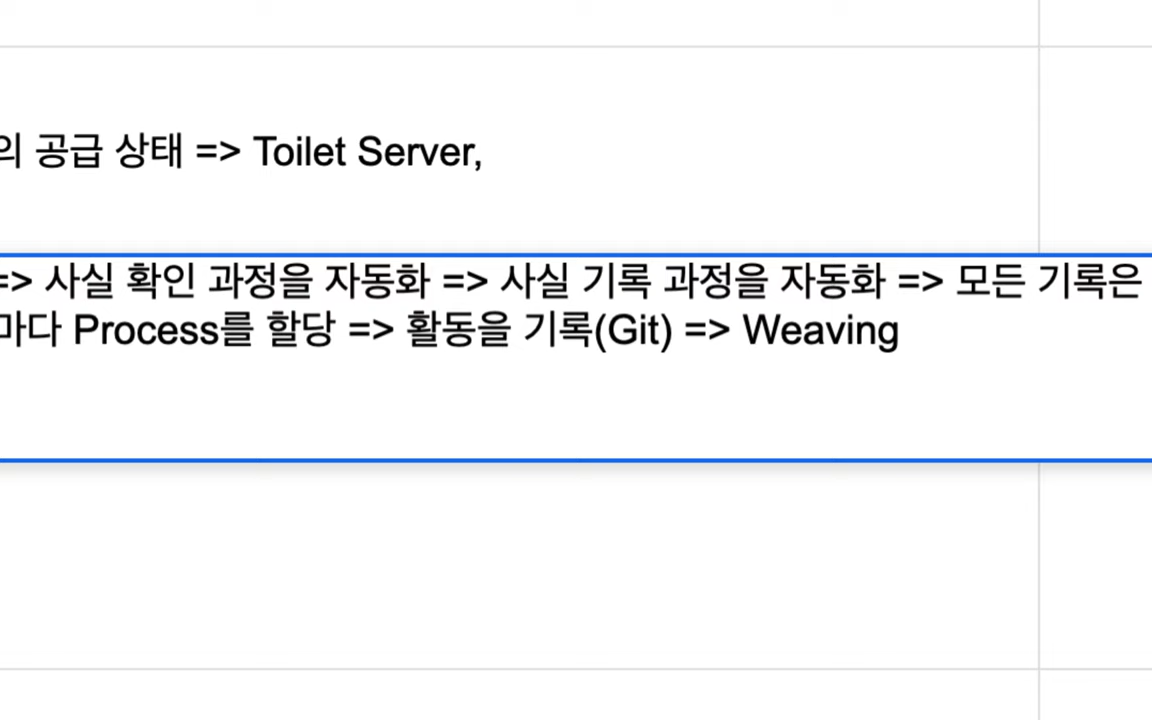 의 공급 상태 => Toilet Server,
=> 사실 확인 과정을 자동화 => 사실 기록 과정을 자동화 => 모든 기록은
마다 Process를 할당 => 활동을 기록(Git) => Weaving